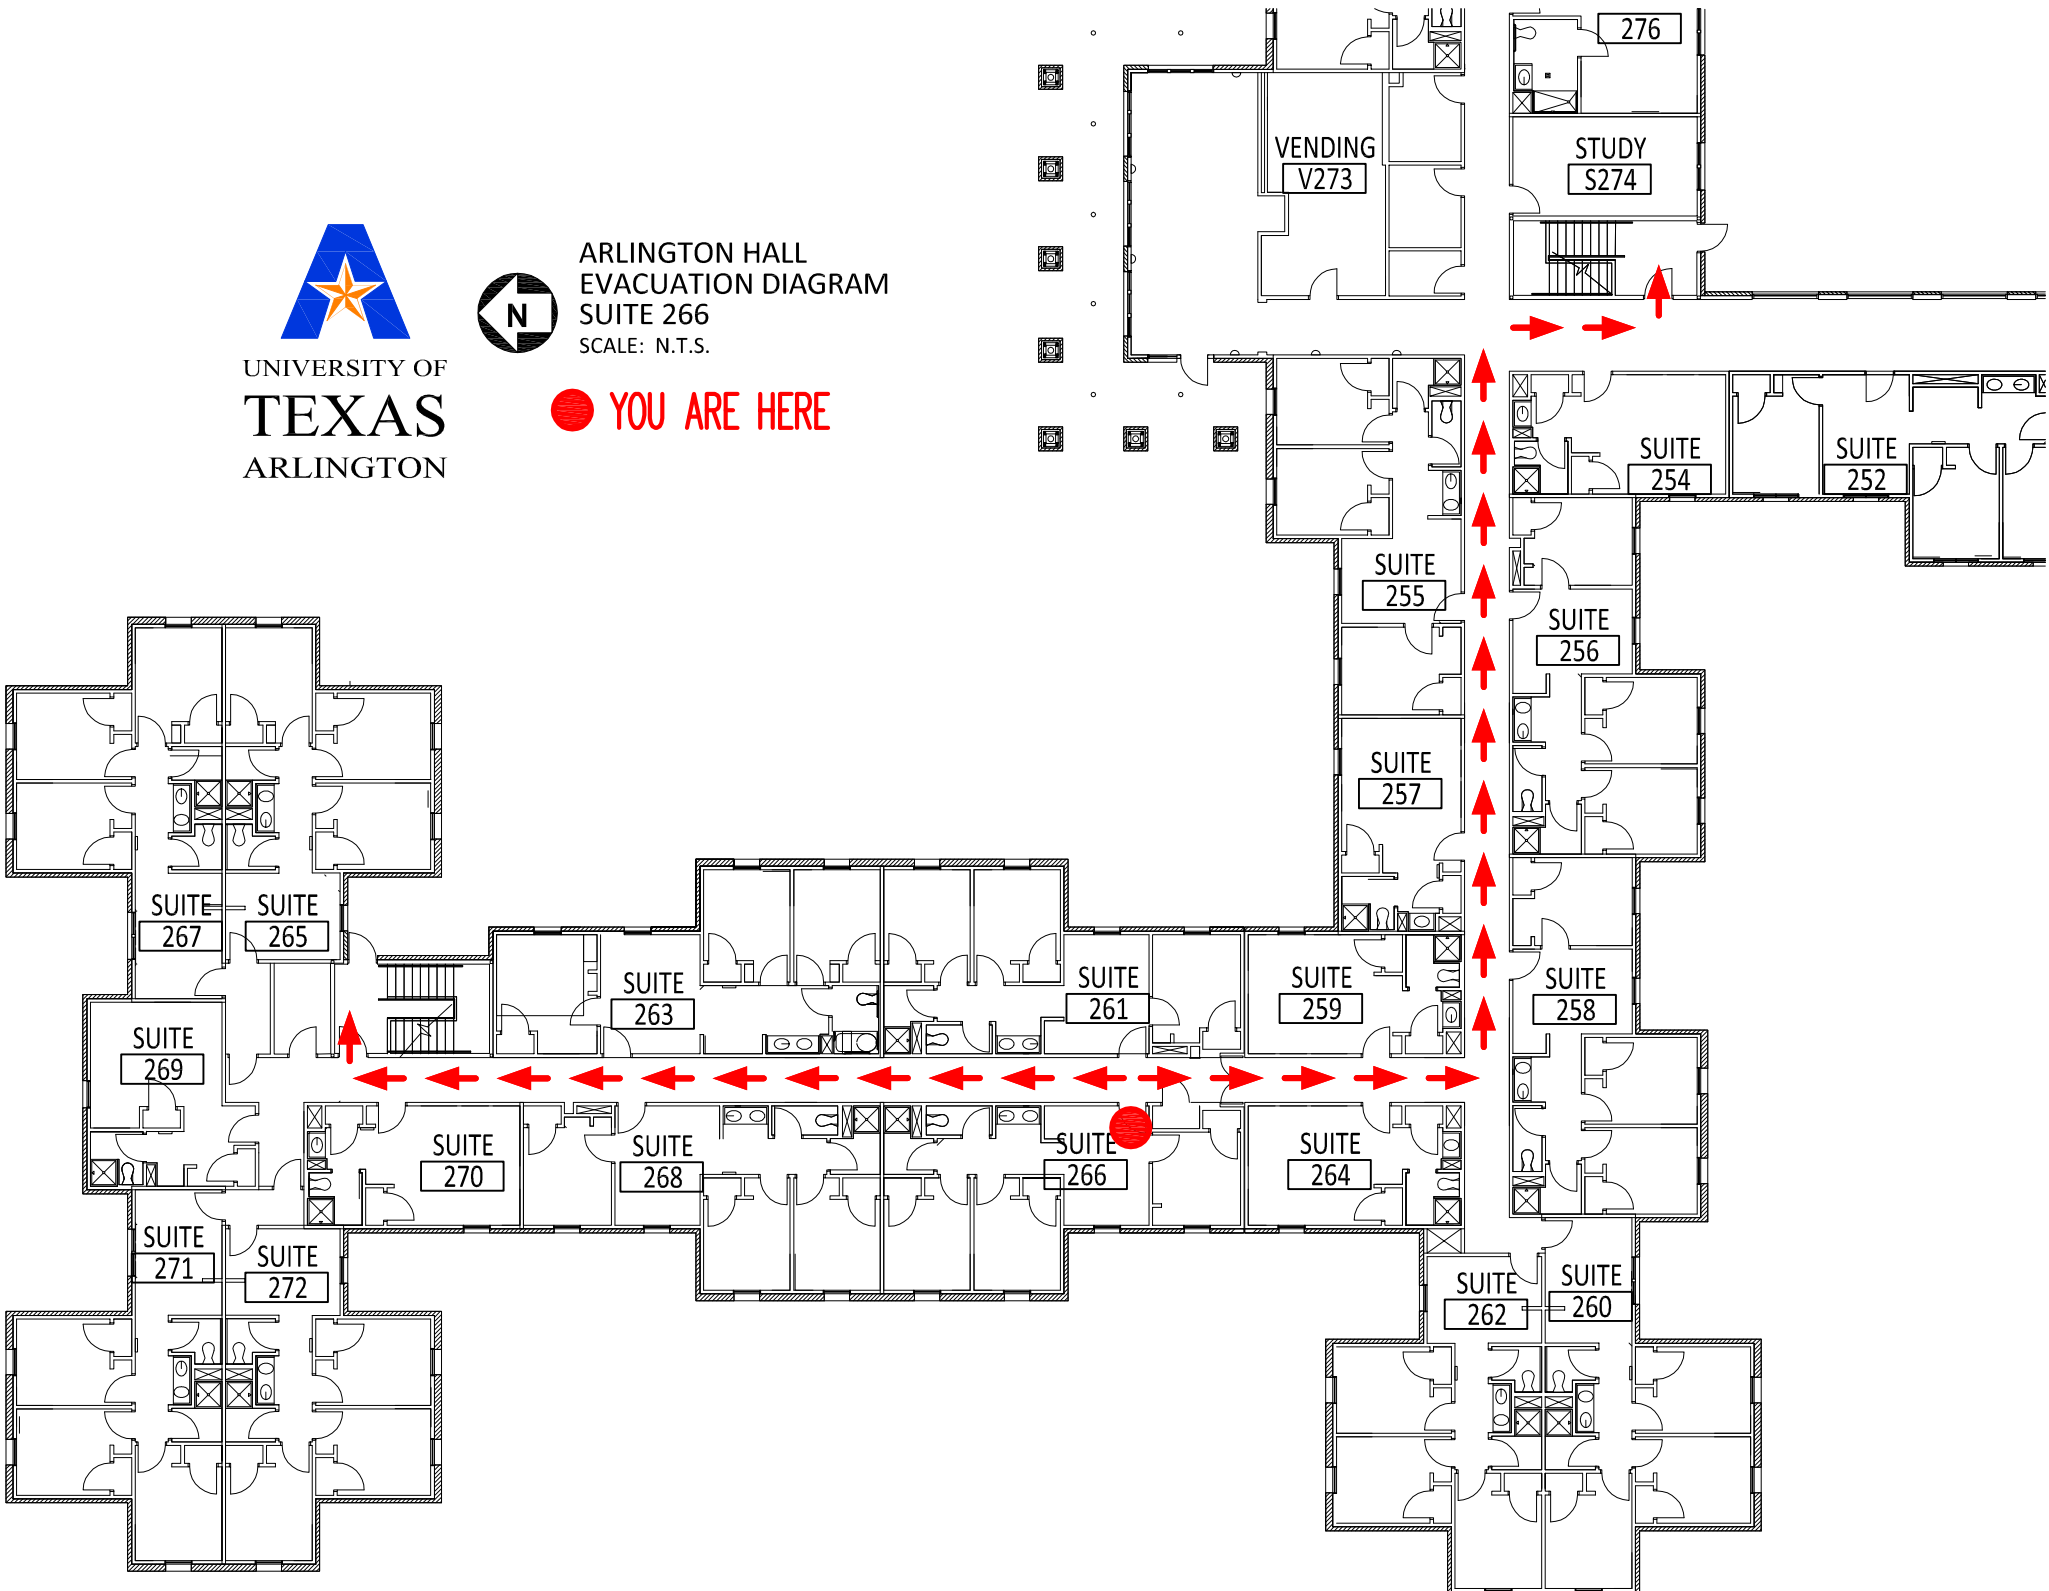 276
VENDING
V273
STUDY
S274
UNIVERSITY OF
TEXAS
ARLINGTON
N
ARLINGTON HALL
EVACUATION DIAGRAM
SUITE 266
SCALE: N.T.S.
YOU ARE HERE
SUITE
254
SUITE
252
SUITE
255
SUITE
256
SUITE
257
SUITE
267
SUITE
265
SUITE
263
SUITE
261
SUITE
259
SUITE
258
SUITE
269
SUITE
270
SUITE
268
SUITE
266
SUITE
264
SUITE
271
SUITE
272
SUITE
262
SUITE
260